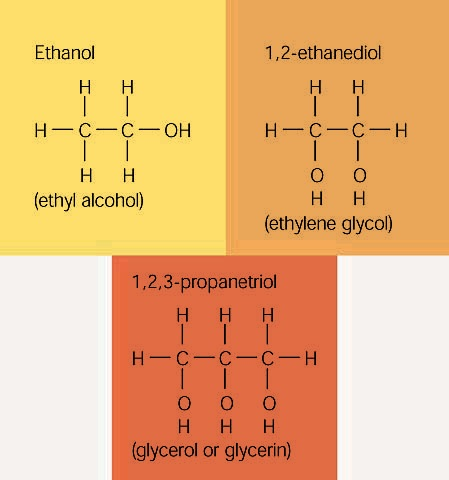 Ethanol
H H
H — C — C — OH
H H
(ethyl alcohol)
1,2-ethanediol
H H
H — C — C — H
O O
H H
(ethylene glycol)
1,2,3-propanetriol
H H H
H — C — C — C — H
O O O
H H H
(glycerol or glycerin)